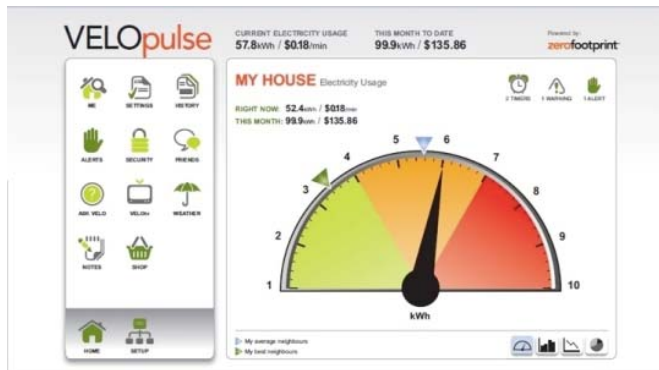 VELOpulse
CURRENT ELECTRICITY USAGE
57.8kWh / $0.18/min
THIS MONTH TO DATE
99.9kWh / $135.86
Powered by:
zerofootprint
ME
SETTINGS
HISTORY
ALERTS
SECURITY
FRIENDS
ASK VELO
VELOtv
WEATHER
NOTES
SHOP
HOME
SETUP
MY HOUSE Electricity Usage
RIGHT NOW: 52.4kWh / $0.18/min
THIS MONTH: 99.9kWh / $135.86
2 TIMERS
1 WARNING
1 ALERT
1
2
3
4
5
6
7
8
9
10
kWh
My average neighbours
My best neighbours